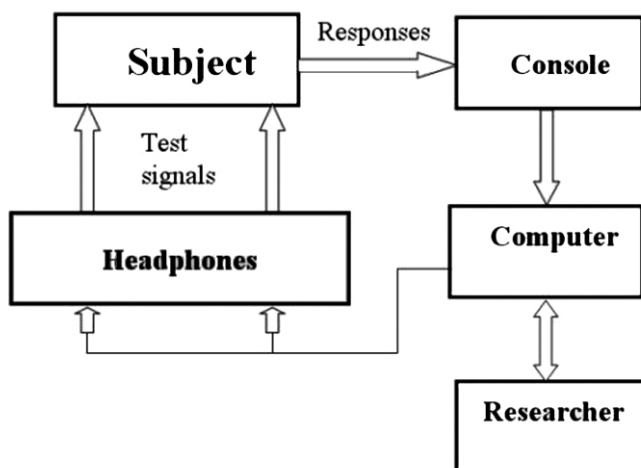 Responses
Subject
Console
Test
signals
Computer
Headphones
Researcher